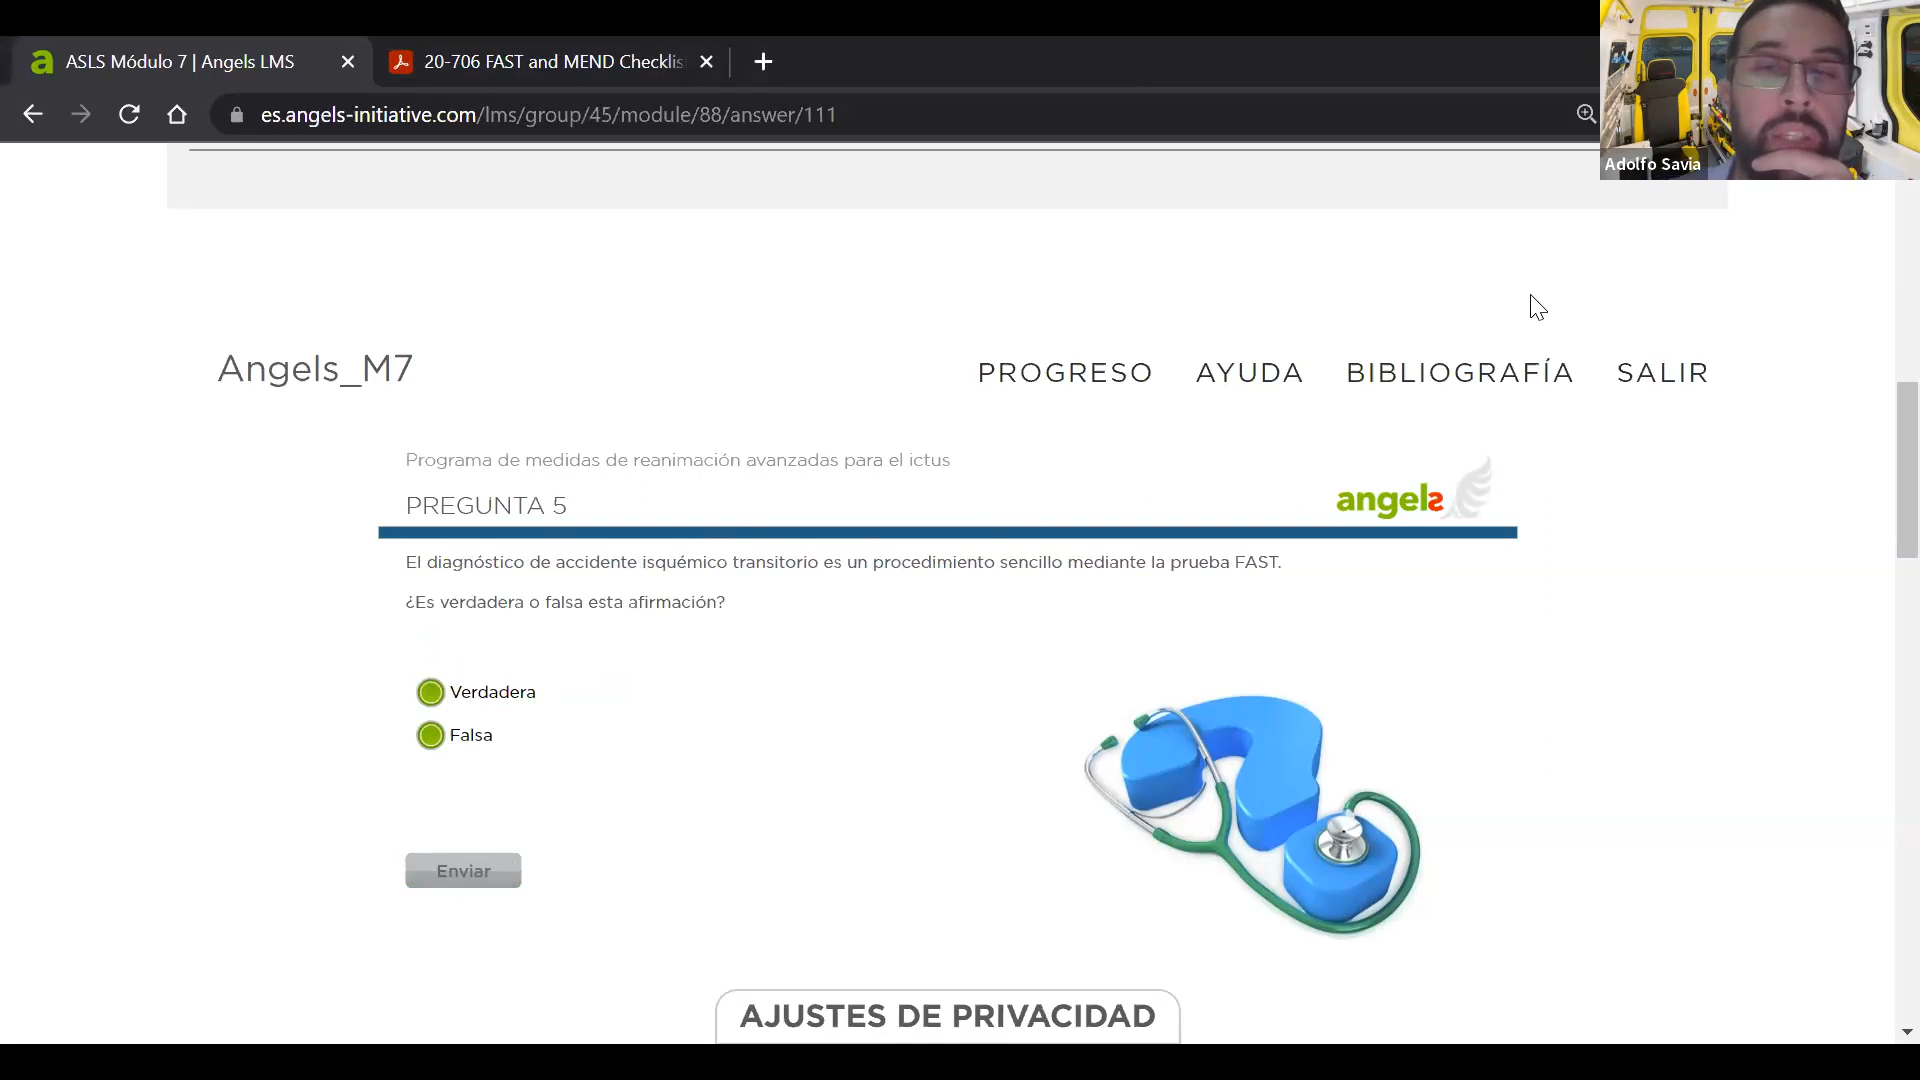 ASLS Módulo 7 | Angels LMS
20-706 FAST and MEND Checklis
es.angels-initiative.com/lms/group/45/module/88/answer/111
Adolfo Savia
Angels_M7
PROGRESO AYUDA BIBLIOGRAFÍA SALIR
Programa de medidas de reanimación avanzadas para el ictus
PREGUNTA 5
angels
El diagnóstico de accidente isquémico transitorio es un procedimiento sencillo mediante la prueba FAST.
¿Es verdadera o falsa esta afirmación?
Verdadera
Falsa
Enviar
AJUSTES DE PRIVACIDAD